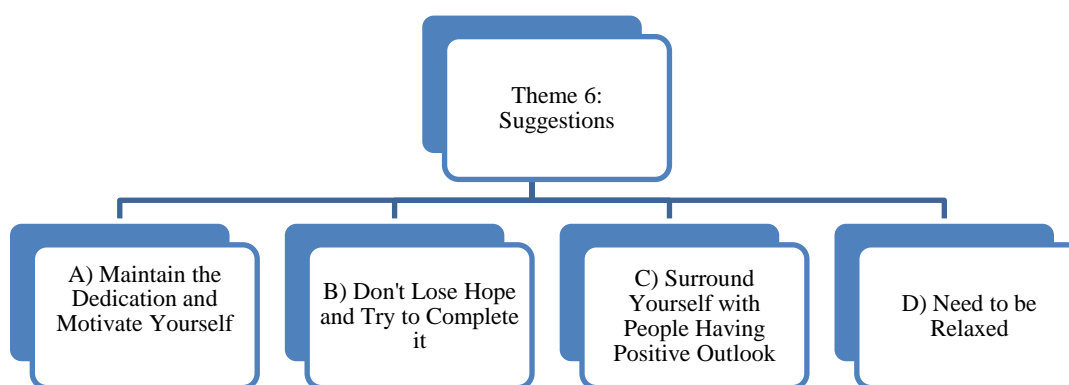 Theme 6:
Suggestions
A) Maintain the
Dedication and
Motivate Yourself
B) Don't Lose Hope
and Try to Complete
it
C) Surround
Yourself with
People Having
Positive Outlook
D) Need to be
Relaxed